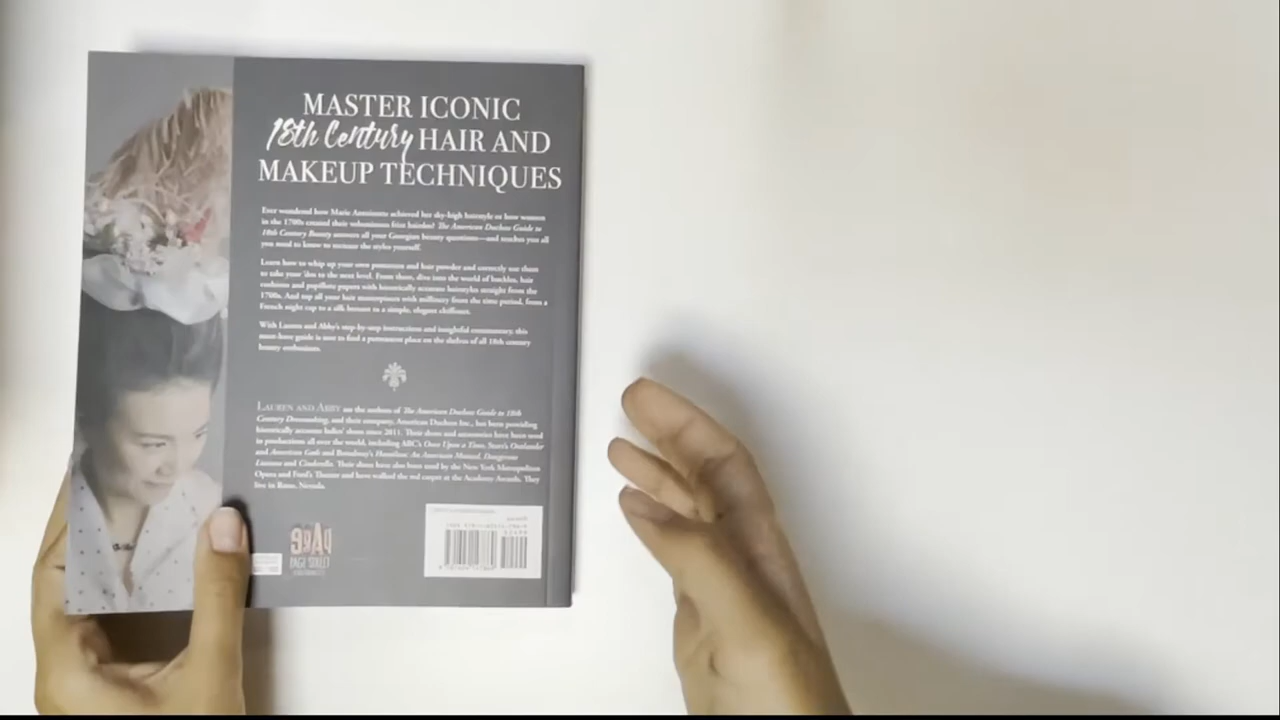 MASTER ICONIC
18th Century HAIR AND
MAKEUP TECHNIQUES
Ever wondered how Marie Antoinette achieved her sky-high hairstyle or how women
in the 1700s created their voluminous frizz hairdos? The American Duchess Guide to
18th Century Beauty answers all your Georgian beauty questions—and teaches you all
you need to know to recreate the styles yourself.
Learn how to whip up your own pomatum and hair powder and correctly use them
to take your 'dos to the next level. From there, dive into the world of buckles, hair
cushions and papillote papers with historically accurate hairstyles straight from the
1700s. And top all your hair masterpieces with millinery from the time period, from a
French night cap to a silk bonnet to a simple, elegant chiffonet.
With Lauren and Abby's step-by-step instructions and insightful commentary, this
must-have guide is sure to find a permanent place on the shelves of all 18th century
beauty enthusiasts.
LAUREN AND ABBY are the authors of The American Duchess Guide to 18th
Century Dressmaking, and their company, American Duchess Inc., has been providing
historically accurate ladies' shoes since 2011. Their shoes and accessories have been used
in productions all over the world, including ABC's Once Upon a Time, Starz's Outlander
and American Gods and Broadway's Hamilton: An American Musical, Dangerous
Liaisons and Cinderella. Their shoes have also been used by the New York Metropolitan
Opera and Ford's Theater and have walked the red carpet at the Academy Awards. They
live in Reno, Nevada.
PAGE STREET